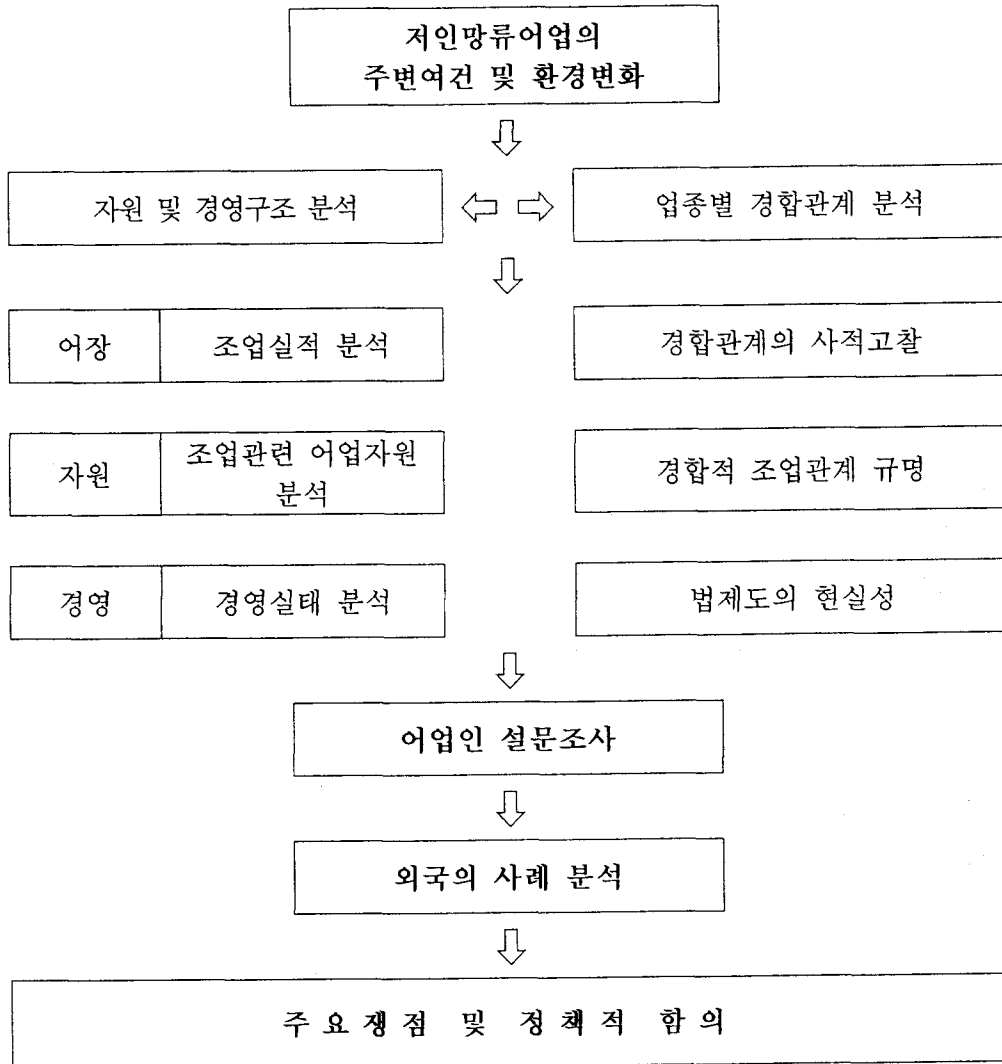 저인망류어업의
주변여건 및 환경변화
자원 및 경영구조 분석
업종별 경합관계 분석
어장
조업실적 분석
경합관계의 사적고찰
자원
조업관련 어업자원
분석
경합적 조업관계 규명
경영
경영실태 분석
법제도의 현실성
어업인 설문조사
외국의 사례 분석
주요쟁점 및 정책적 함의